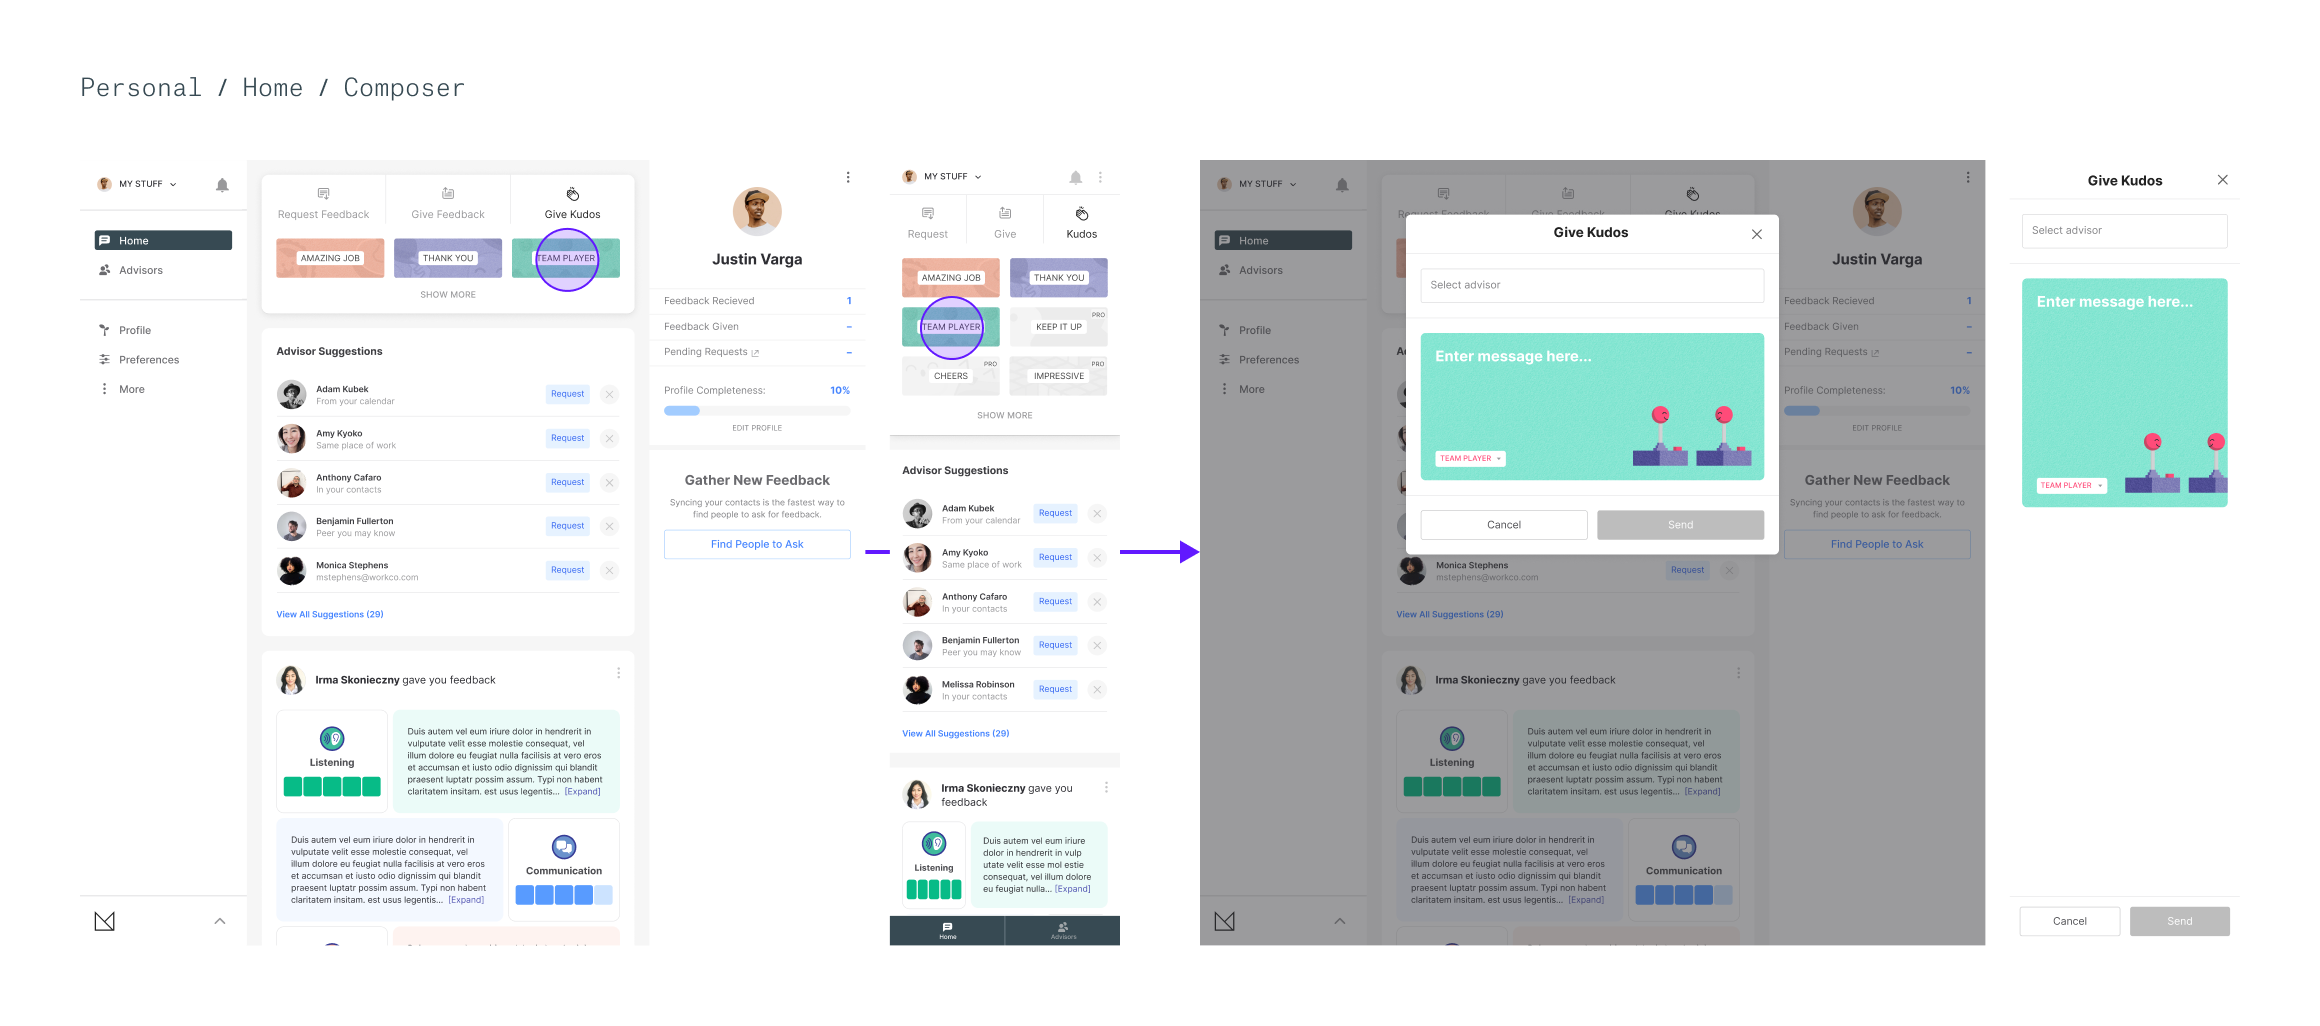 Personal / Home / Composer
MY STUFF
Home
Advisors
Profile
Preferences
More
Request Feedback
Give Feedback
Give Kudos
AMAZING JOB
THANK YOU
TEAM PLAYER
SHOW MORE
Advisor Suggestions
Adam Kubek
From your calendar
Request
Amy Kyoko
Same place of work
Request
Anthony Cafaro
In your contacts
Request
Benjamin Fullerton
Peer you may know
Request
Monica Stephens
mstephens@workco.com
Request
View All Suggestions (29)
Irma Skonieczny gave you feedback
Listening
Duis autem vel eum iriure dolor in hendrerit in
vulputate velit esse molestie consequat, vel
illum dolore eu feugiat nulla facilisis at vero eros
et accumsan et iusto odio dignissim qui blandit
praesent luptatr possim assum. Typi non habent
claritatem insitam. est usus legentis... [Expand]
Duis autem vel eum iriure dolor in hendrerit in
vulputate velit esse molestie consequat, vel
illum dolore eu feugiat nulla facilisis at vero eros
et accumsan et iusto odio dignissim qui blandit
praesent luptatr possim assum. Typi non habent
claritatem insitam. est usus legentis... [Expand]
Communication
Justin Varga
Feedback Recieved 1
Feedback Given –
Pending Requests –
Profile Completeness: 10%
EDIT PROFILE
Gather New Feedback
Syncing your contacts is the fastest way to
find people to ask for feedback.
Find People to Ask
MY STUFF
Request
Give
Kudos
AMAZING JOB
THANK YOU
TEAM PLAYER
PRO
KEEP IT UP
PRO
CHEERS
PRO
IMPRESSIVE
SHOW MORE
Advisor Suggestions
Adam Kubek
From your calendar
Request
Amy Kyoko
Same place of work
Request
Anthony Cafaro
In your contacts
Request
Benjamin Fullerton
Peer you may know
Request
Melissa Robinson
In your contacts
Request
View All Suggestions (29)
Irma Skonieczny gave you
feedback
Listening
Duis autem vel eum iriure
dolor in hendrerit in vulp
utate velit esse mol estie
consequat, vel illum dolore
eu feugiat nulla... [Expand]
Home
Advisors
MY STUFF
Home
Advisors
Profile
Preferences
More
Request Feedback
Give Feedback
Give Kudos
Give Kudos
Select advisor
Enter message here...
TEAM PLAYER
Cancel
Send
Monica Stephens
mstephens@workco.com
Request
View All Suggestions (29)
Irma Skonieczny gave you feedback
Listening
Duis autem vel eum iriure dolor in hendrerit in
vulputate velit esse molestie consequat, vel
illum dolore eu feugiat nulla facilisis at vero eros
et accumsan et iusto odio dignissim qui blandit
praesent luptatr possim assum. Typi non habent
claritatem insitam. est usus legentis... [Expand]
Duis autem vel eum iriure dolor in hendrerit in
vulputate velit esse molestie consequat, vel
illum dolore eu feugiat nulla facilisis at vero eros
et accumsan et iusto odio dignissim qui blandit
praesent luptatr possim assum. Typi non habent
claritatem insitam. est usus legentis... [Expand]
Communication
Justin Varga
Feedback Recieved 1
Feedback Given –
Pending Requests –
Profile Completeness: 10%
EDIT PROFILE
Gather New Feedback
Syncing your contacts is the fastest way to
find people to ask for feedback.
Find People to Ask
Give Kudos
Select advisor
Enter message here...
TEAM PLAYER
Cancel
Send